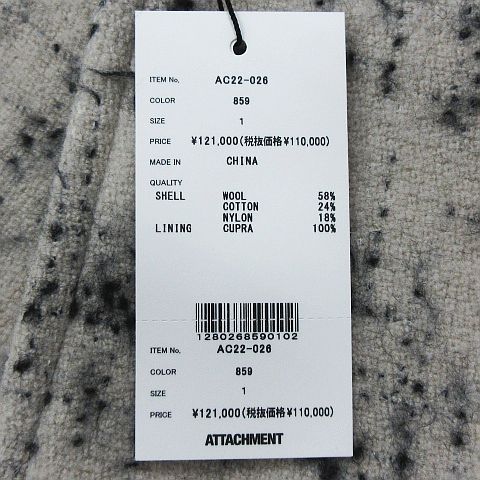 ITEM No. AC22-026
COLOR 859
SIZE 1
PRICE ¥121,000(税抜価格¥110,000)
MADE IN CHINA
QUALITY
SHELL WOOL 58%
COTTON 24%
NYLON 18%
LINING CUPRA 100%
1280268590102
ITEM No. AC22-026
COLOR 859
SIZE 1
PRICE ¥121,000(税抜価格¥110,000)
ATTACHMENT